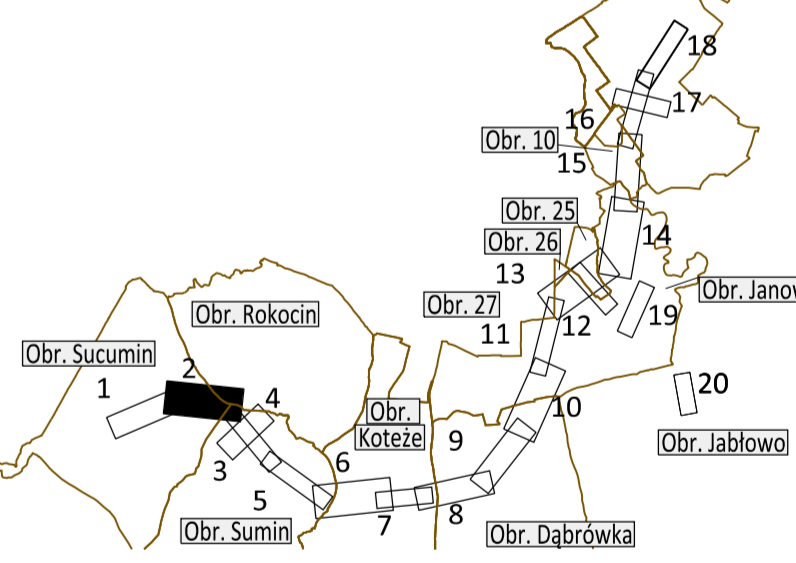 18
17
16
Obr. 10
15
Obr. 25
14
Obr. 26
13
Obr. Janow
Obr. 27
Obr. Rokocin
19
12
11
Obr. Sucumin
2
1
20
4
Obr.
Koteże
10
9
Obr. Jabłowo
3
6
5
8
7
Obr. Sumin
Obr. Dąbrówka